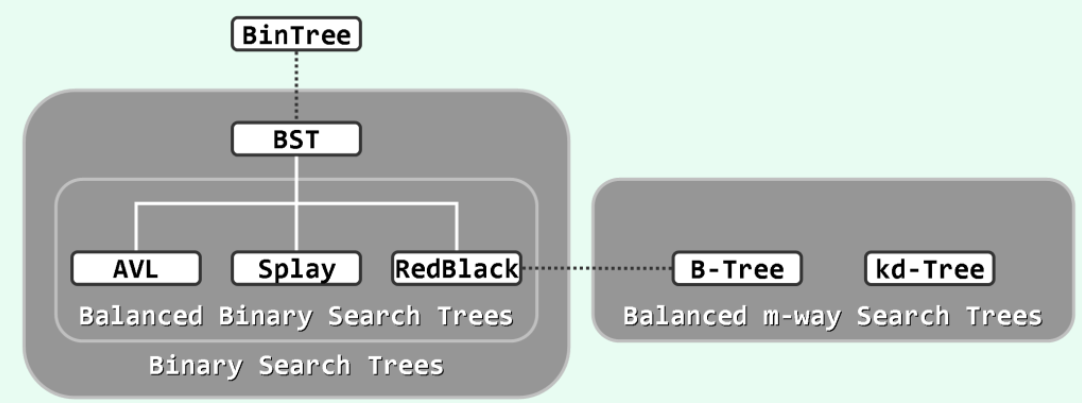 BinTree
BST
AVL
Splay
RedBlack
B-Tree
kd-Tree
Balanced Binary Search Trees
Balanced m-way Search Trees
Binary Search Trees